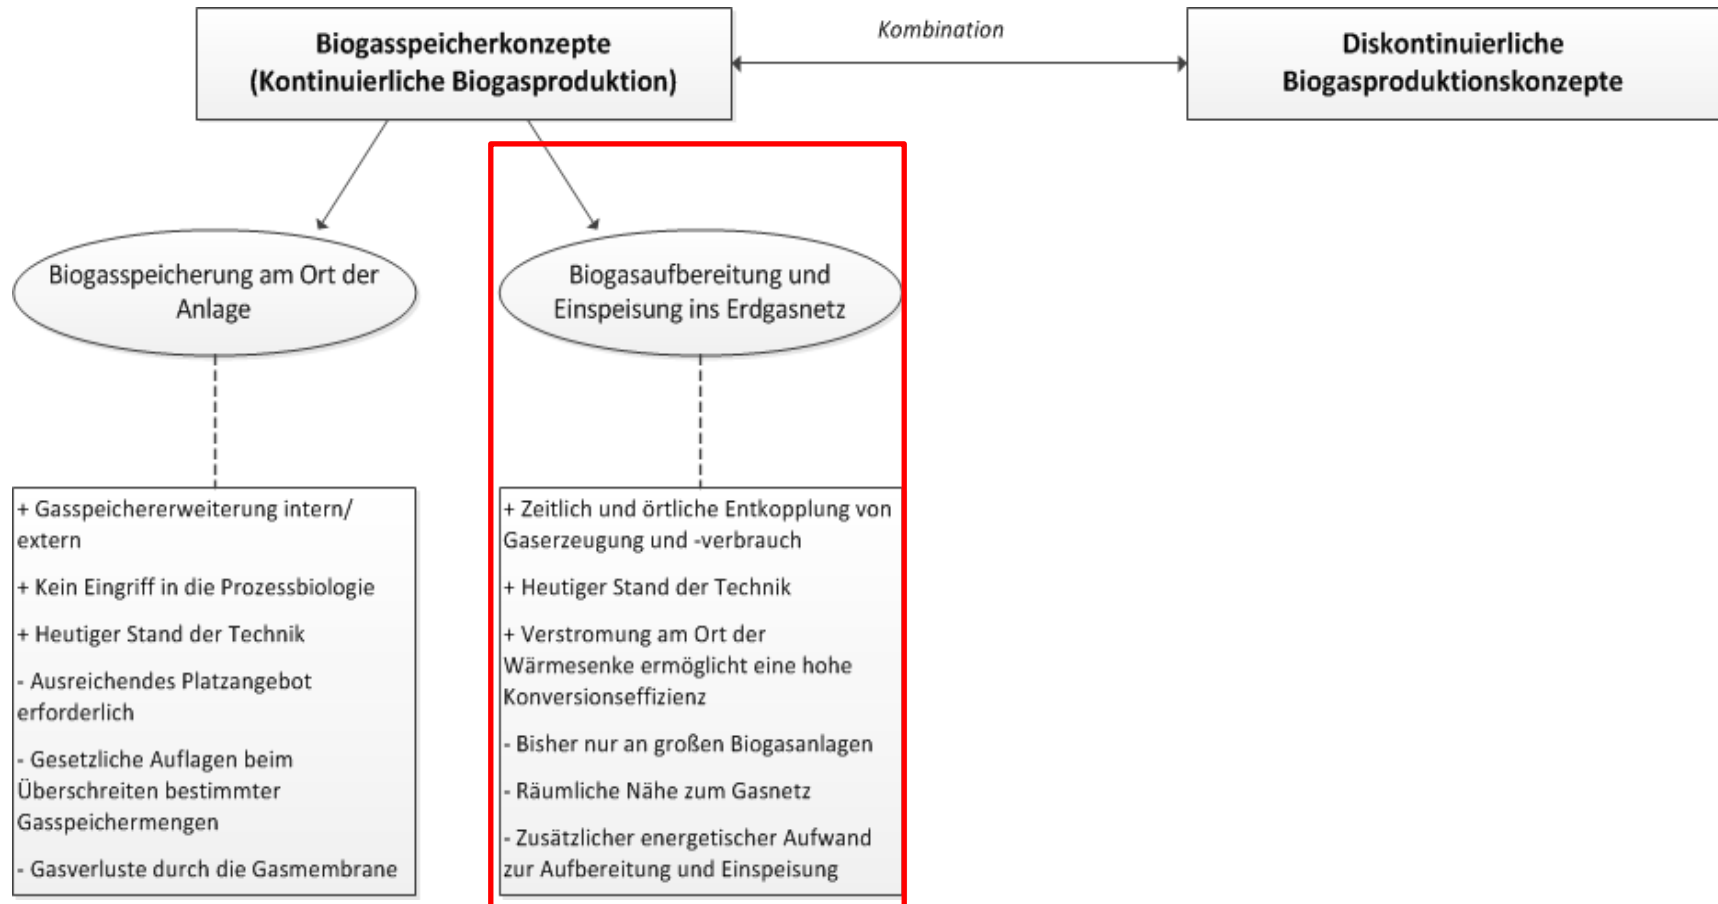 Biogasspeicherkonzepte
(Kontinuierliche Biogasproduktion)
Kombination
Diskontinuierliche
Biogasproduktionskonzepte
Biogasspeicherung am Ort der
Anlage
Biogasaufbereitung und
Einspeisung ins Erdgasnetz
+ Gasspeichererweiterung intern/
extern
+ Kein Eingriff in die Prozessbiologie
+ Heutiger Stand der Technik
- Ausreichendes Platzangebot
erforderlich
- Gesetzliche Auflagen beim
Überschreiten bestimmter
Gasspeichermengen
- Gasverluste durch die Gasmembrane
+ Zeitlich und örtliche Entkopplung von
Gaserzeugung und -verbrauch
+ Heutiger Stand der Technik
+ Verstromung am Ort der
Wärmesenke ermöglicht eine hohe
Konversionseffizienz
- Bisher nur an großen Biogasanlagen
- Räumliche Nähe zum Gasnetz
- Zusätzlicher energetischer Aufwand
zur Aufbereitung und Einspeisung